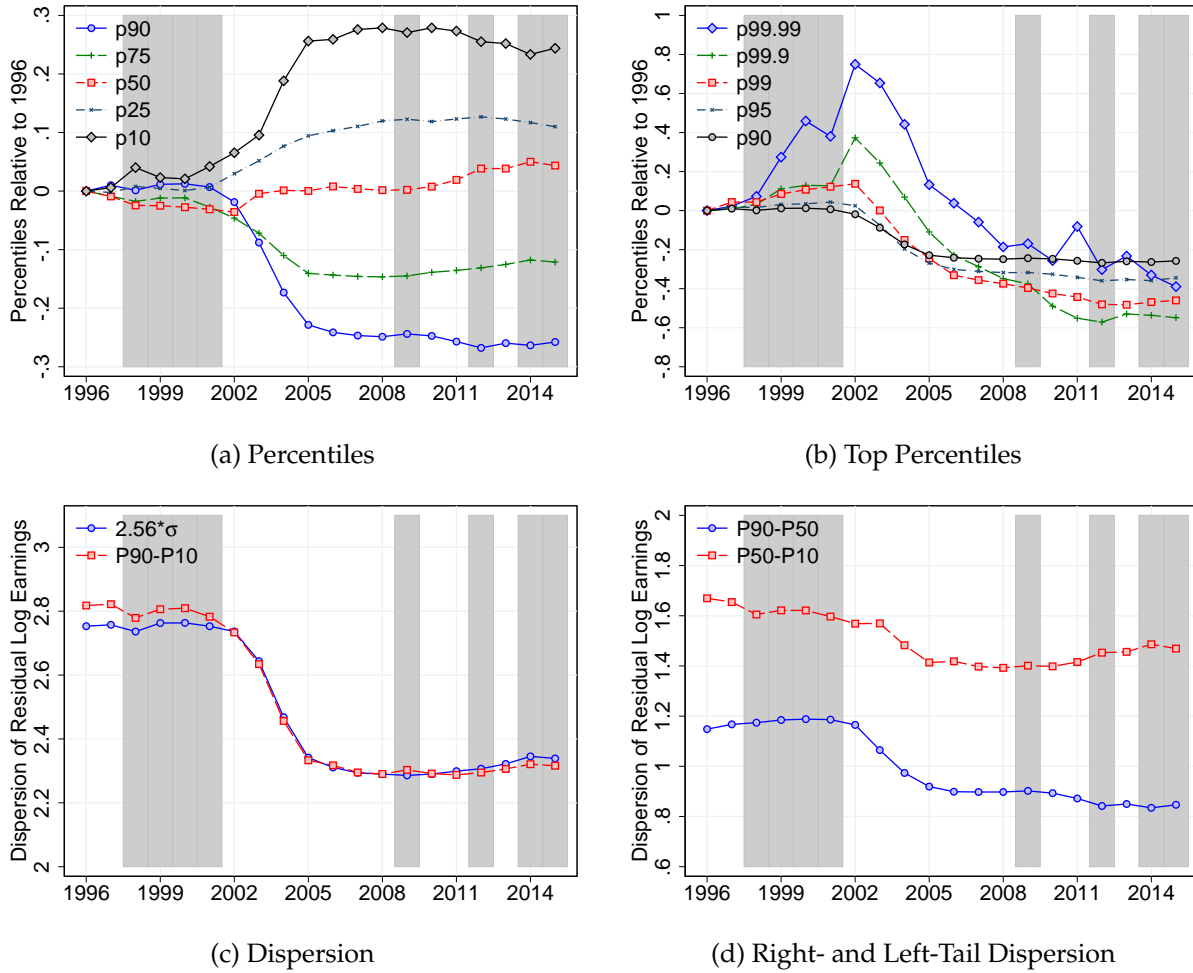 p90
p75
p50
p25
p10
Percentiles Relative to 1996
.3
.2
.1
0
-.1
-.2
-.3
1996 1999 2002 2005 2008 2011 2014
(a) Percentiles
p99.99
p99.9
p99
p95
p90
Percentiles Relative to 1996
1
.8
.6
.4
.2
0
-.2
-.4
-.6
-.8
1996 1999 2002 2005 2008 2011 2014
(b) Top Percentiles
2.56*σ
P90-P10
Dispersion of Residual Log Earnings
3
2.8
2.6
2.4
2.2
2
1996 1999 2002 2005 2008 2011 2014
(c) Dispersion
P90-P50
P50-P10
Dispersion of Residual Log Earnings
2
1.8
1.6
1.4
1.2
1
.8
.6
1996 1999 2002 2005 2008 2011 2014
(d) Right- and Left-Tail Dispersion